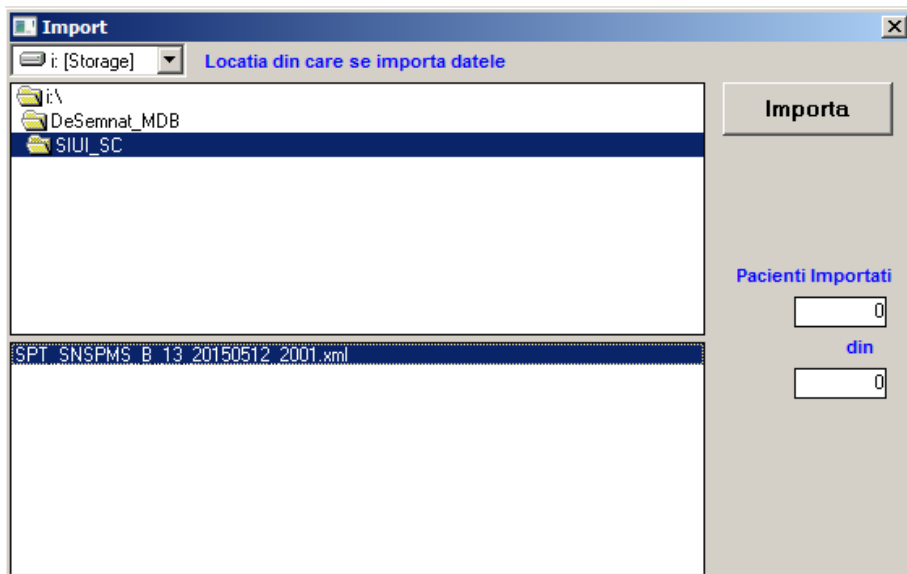 Import
i: [Storage]
Locatia din care se importa datele
i:\
DeSemnat_MDB
SIUI_SC
Importa
Pacienti Importati
0
din
0
SPT_SNSPMS_B_13_20150512_2001.xml